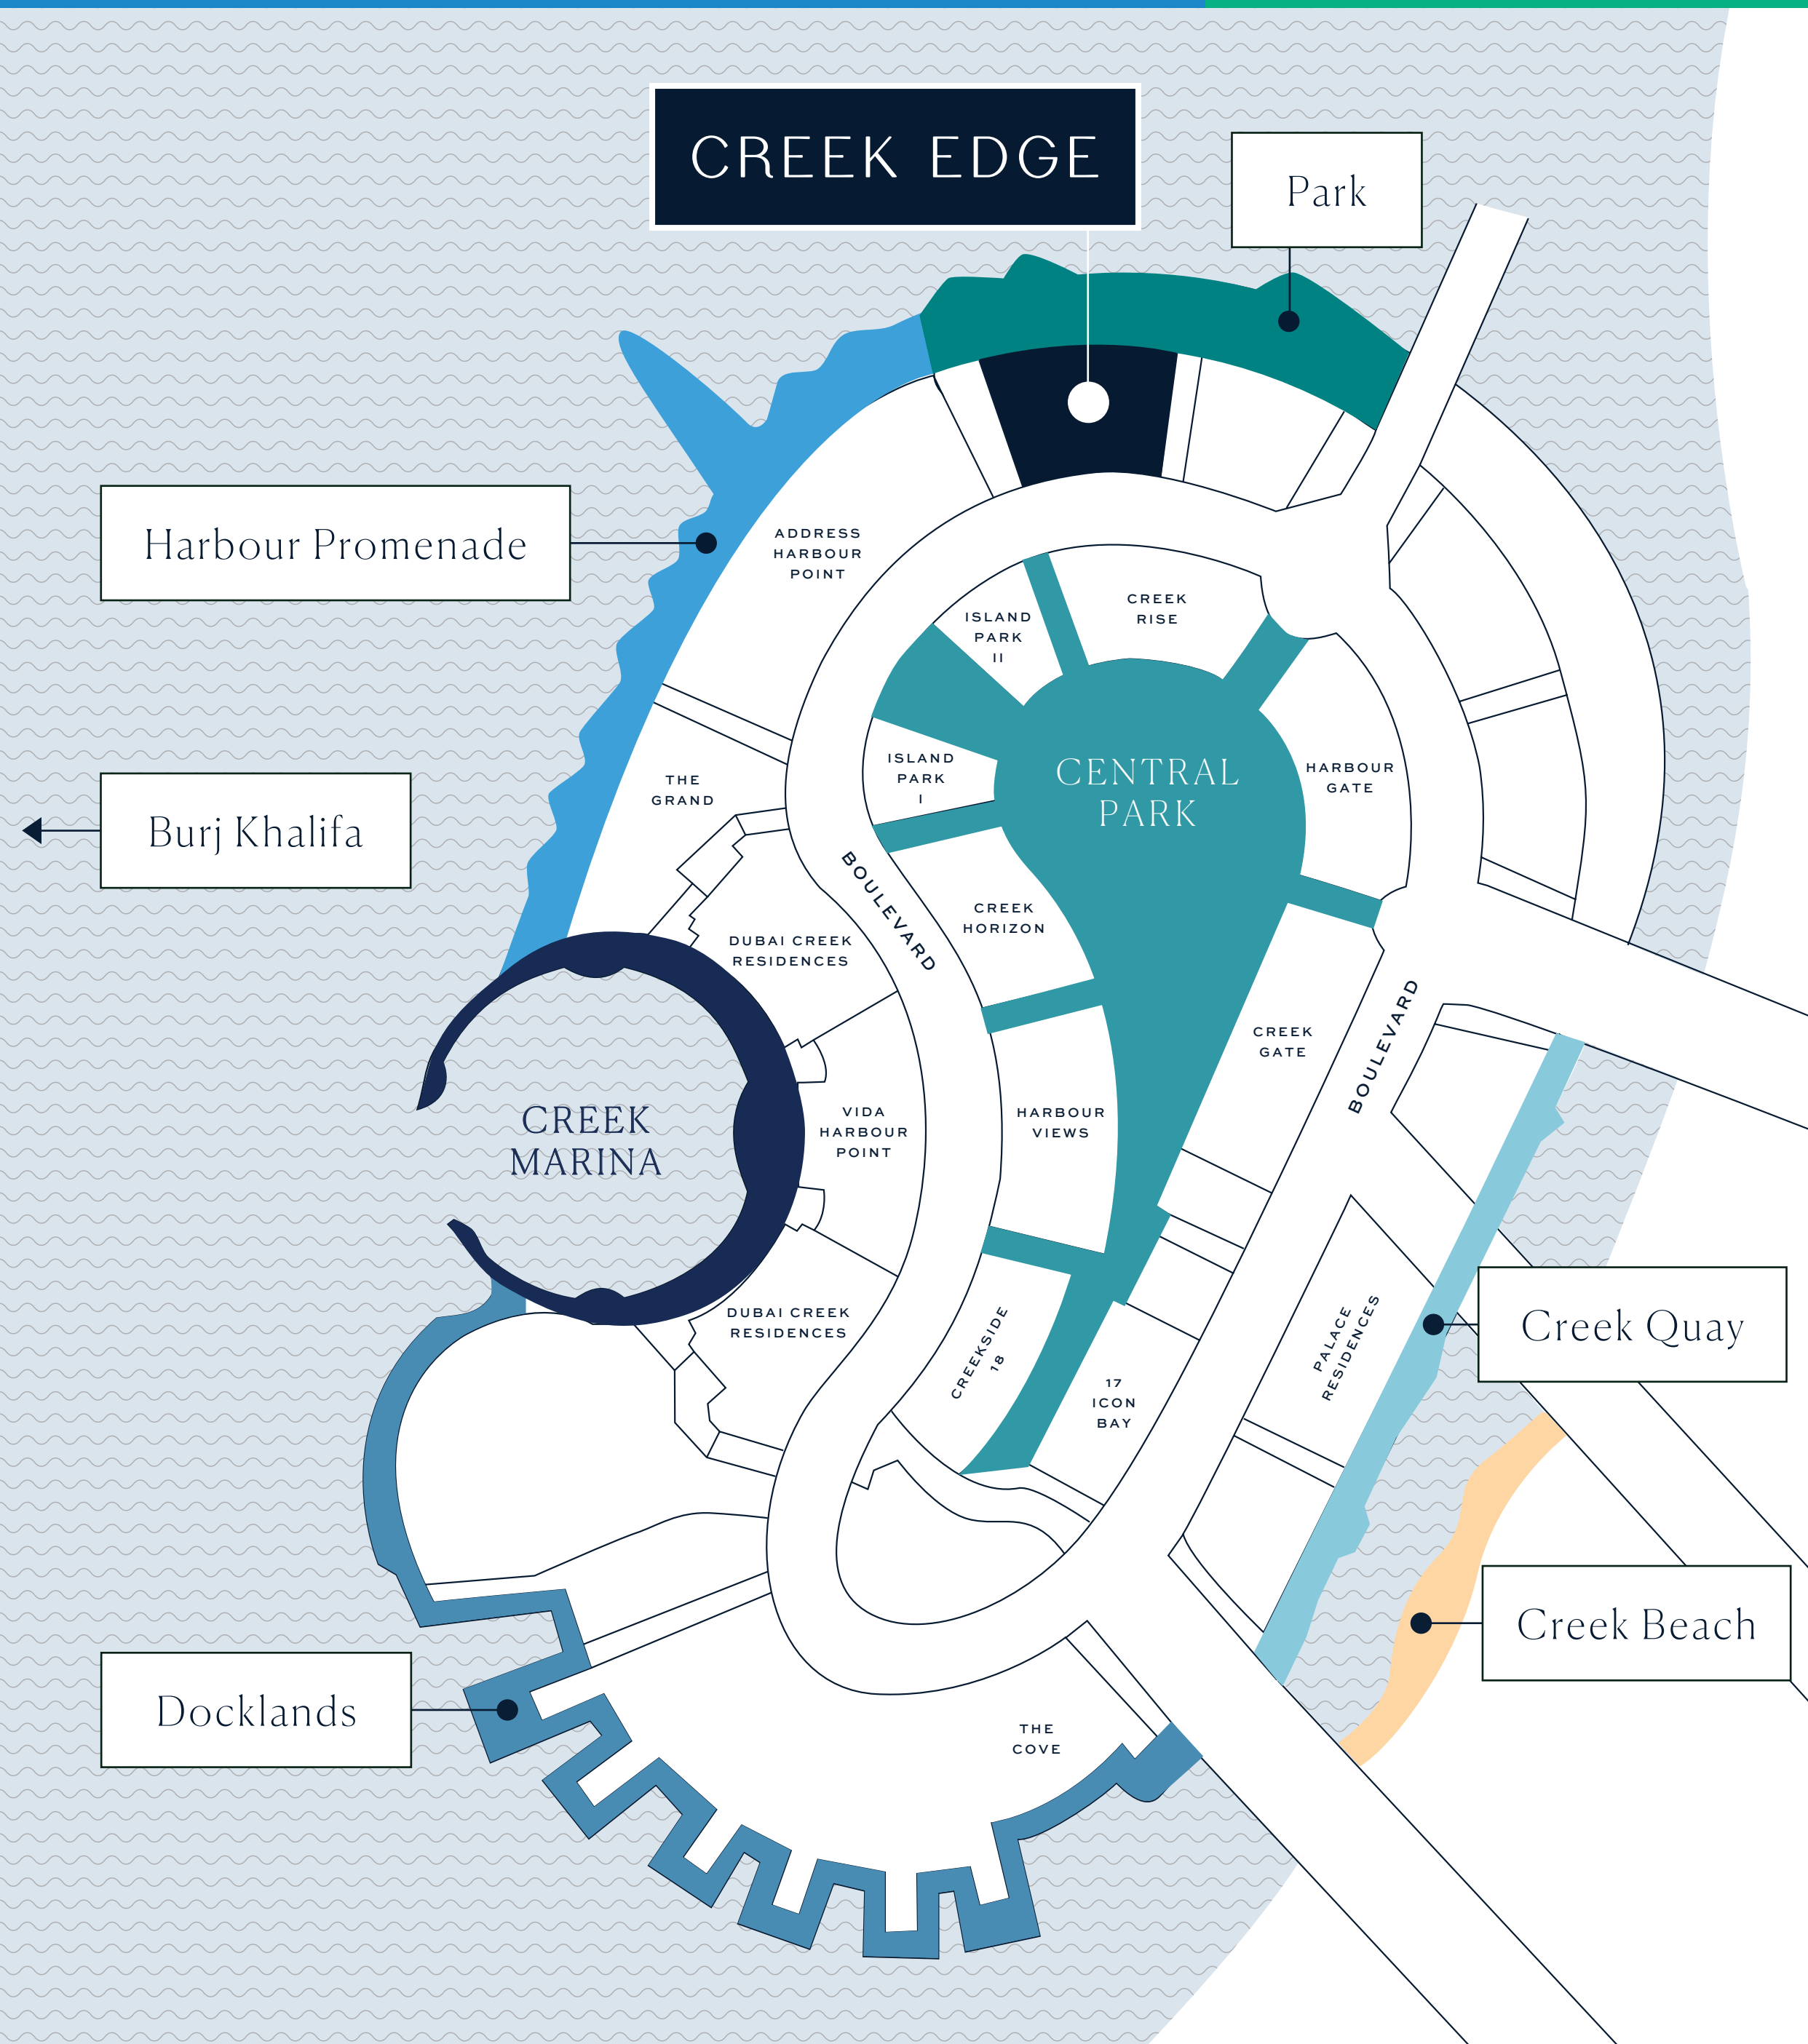 CREEK EDGE
Park
Harbour Promenade
ADDRESS
HARBOUR
POINT
ISLAND
PARK
II
CREEK
RISE
THE
GRAND
ISLAND
PARK
I
CENTRAL
PARK
HARBOUR
GATE
Burj Khalifa
BOULEVARD
DUBAI CREEK
RESIDENCES
CREEK
HORIZON
CREEK
GATE
BOULEVARD
CREEK
MARINA
VIDA
HARBOUR
POINT
HARBOUR
VIEWS
DUBAI CREEK
RESIDENCES
CREEKSIDE
18
17
ICON
BAY
PALACE
RESIDENCES
Creek Quay
Creek Beach
Docklands
THE
COVE